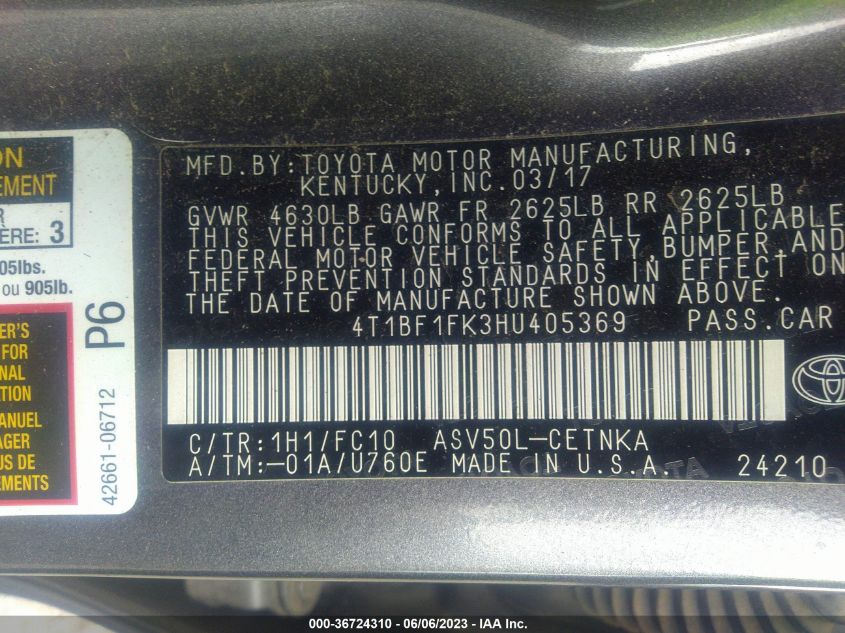 ON
EMENT
R
ÈRE: 3
05lbs.
ou 905lb.
P6
42661-06712
ER'S
FOR
NAL
ATION
MANUEL
AGER
US DE
EMENTS
MFD.BY:TOYOTA MOTOR MANUFACTURING,
KENTUCKY,INC.03/17
GVWR 4630LB GAWR FR 2625LB RR 2625LB
THIS VEHICLE CONFORMS TO ALL APPLICABLE
FEDERAL MOTOR VEHICLE SAFETY,BUMPER,AND
THEFT PREVENTION STANDARDS IN EFFECT ON
THE DATE OF MANUFACTURE SHOWN ABOVE.
4T1BF1FK3HU405369 PASS.CAR
C/TR:1H1/FC10 ASV50L-CETNKA
A/TM:-01A/U760E MADE IN U.S.A. 24210
000-36724310 - 06/06/2023 - IAA Inc.